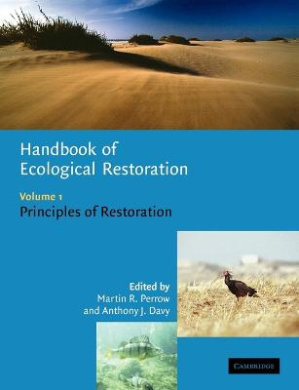 Handbook of
Ecological Restoration
Volume 1
Principles of Restoration
Edited by
Martin R. Perrow
and Anthony J. Davy
CAMBRIDGE